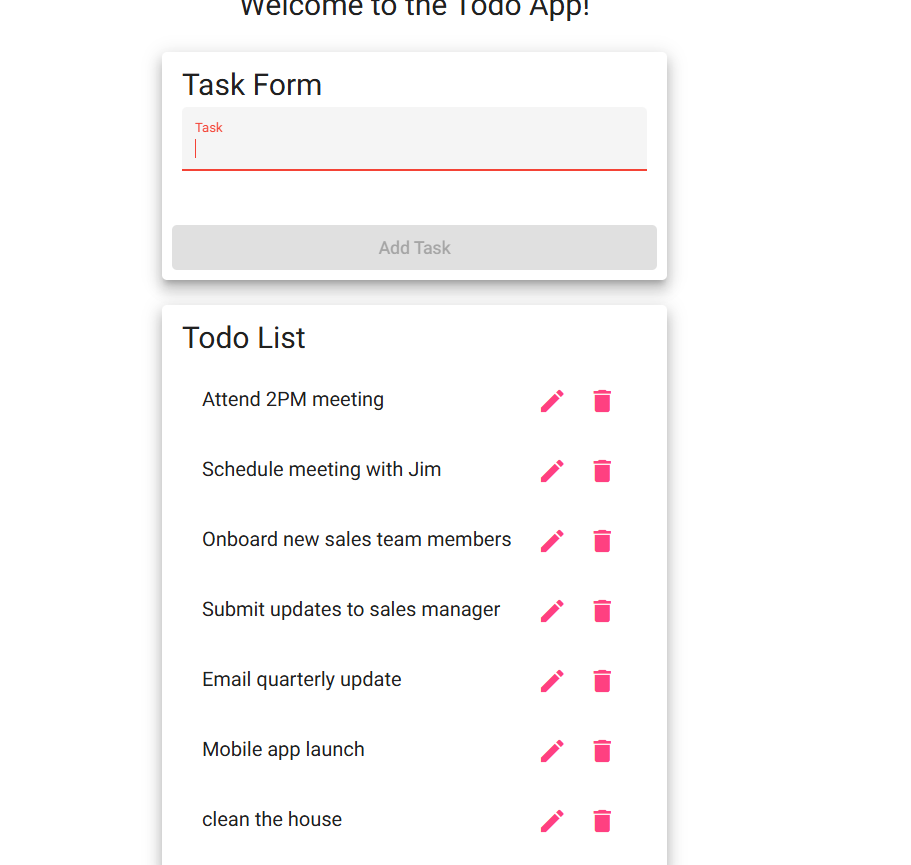 Welcome to the Todo App!
Task Form
Task
Add Task
Todo List
Attend 2PM meeting
Schedule meeting with Jim
Onboard new sales team members
Submit updates to sales manager
Email quarterly update
Mobile app launch
clean the house